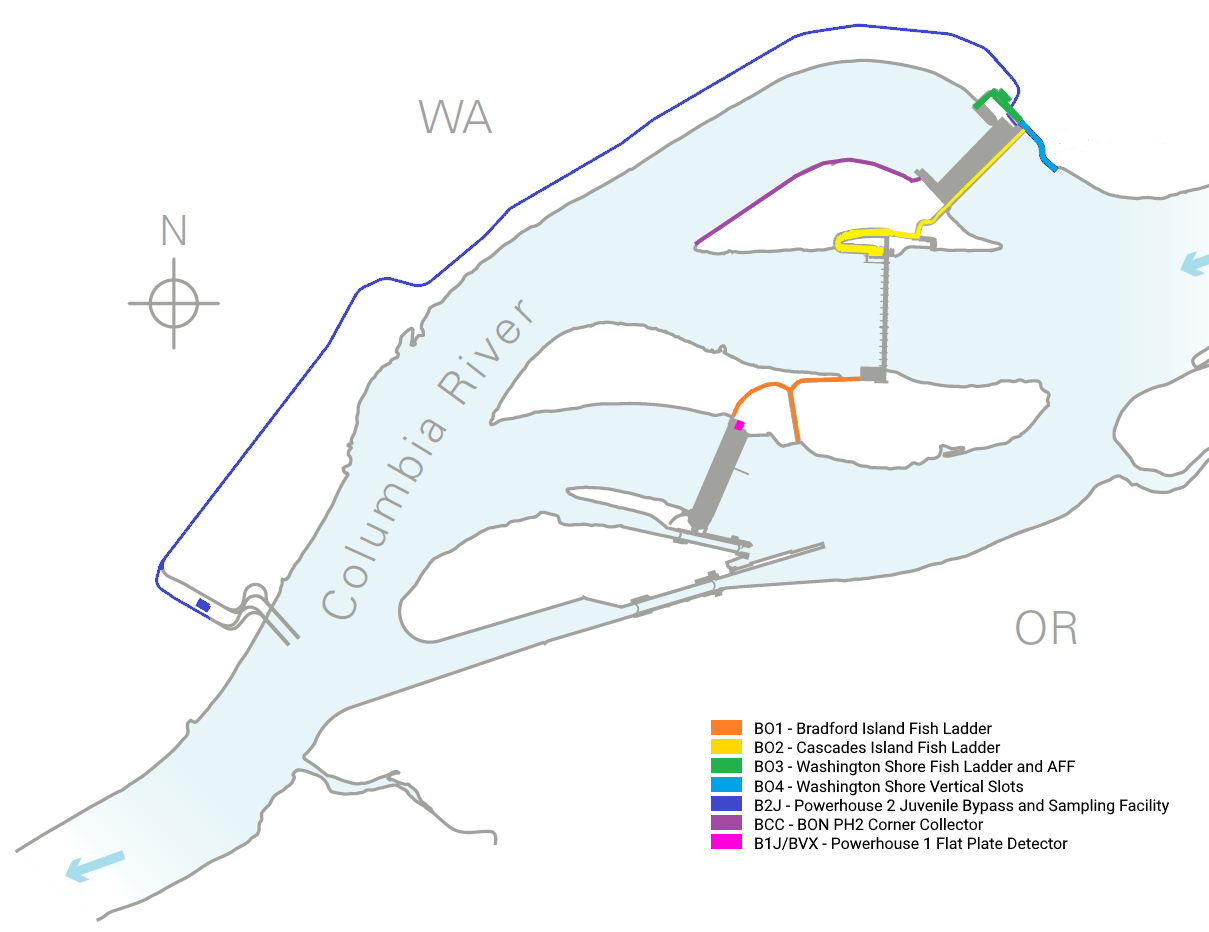 WA
N
Columbia River
OR
BO1 - Bradford Island Fish Ladder
BO2 - Cascades Island Fish Ladder
BO3 - Washington Shore Fish Ladder and AFF
BO4 - Washington Shore Vertical Slots
B2J - Powerhouse 2 Juvenile Bypass and Sampling Facility
BCC - BON PH2 Corner Collector
B1J/BVX - Powerhouse 1 Flat Plate Detector